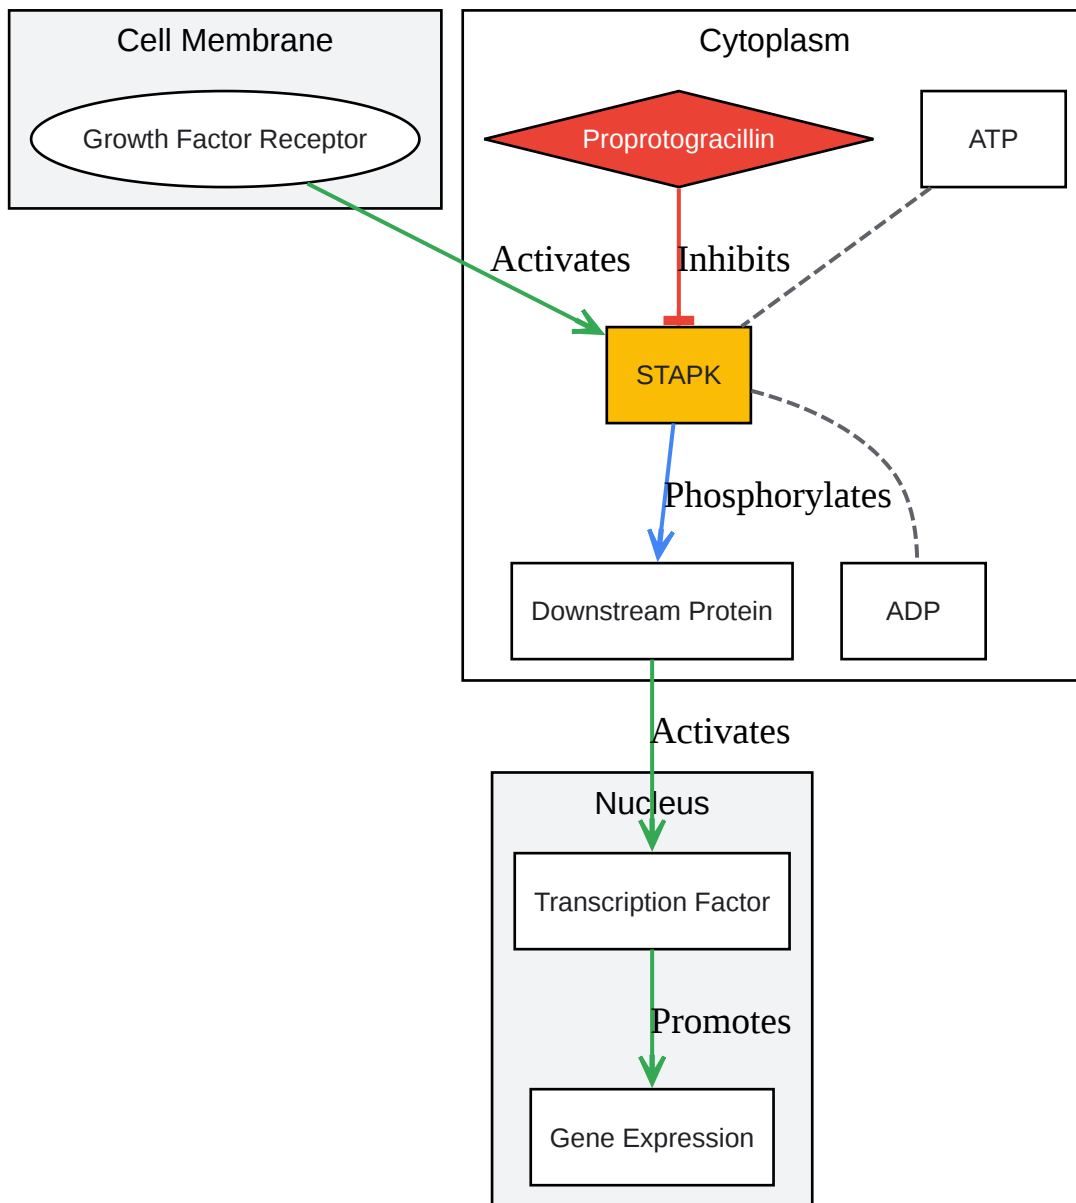 Cell Membrane
Cytoplasm
Growth Factor Receptor
Proprotogracillin
ATP
Activates
Inhibits
STAPK
Phosphorylates
Downstream Protein
ADP
Activates
Nucleus
Transcription Factor
Promotes
Gene Expression